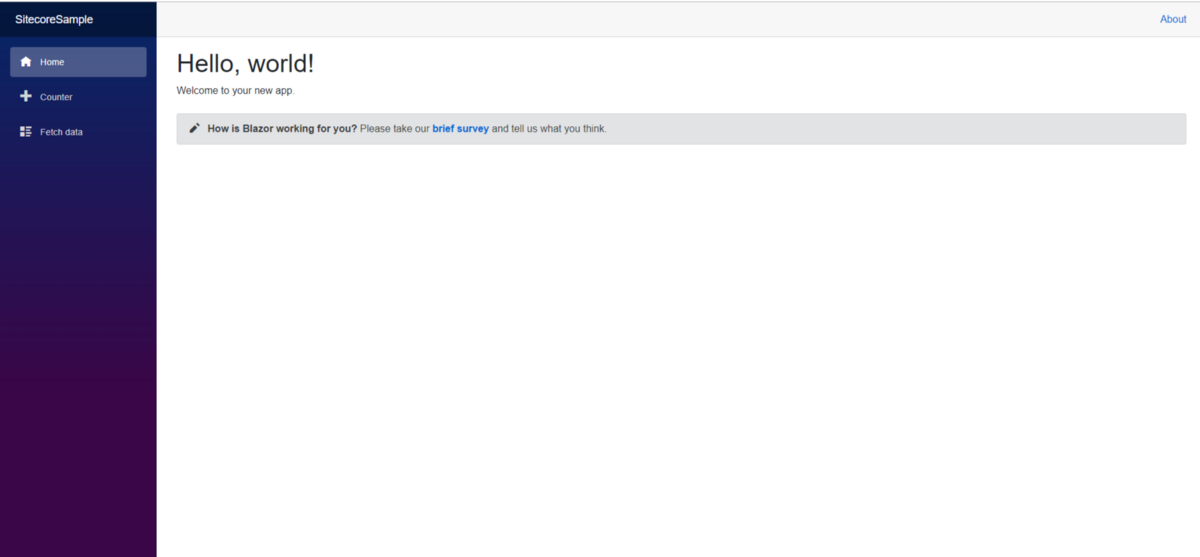 SitecoreSample
About
Home
Counter
Fetch data
Hello, world!
Welcome to your new app.
How is Blazor working for you? Please take our brief survey and tell us what you think.